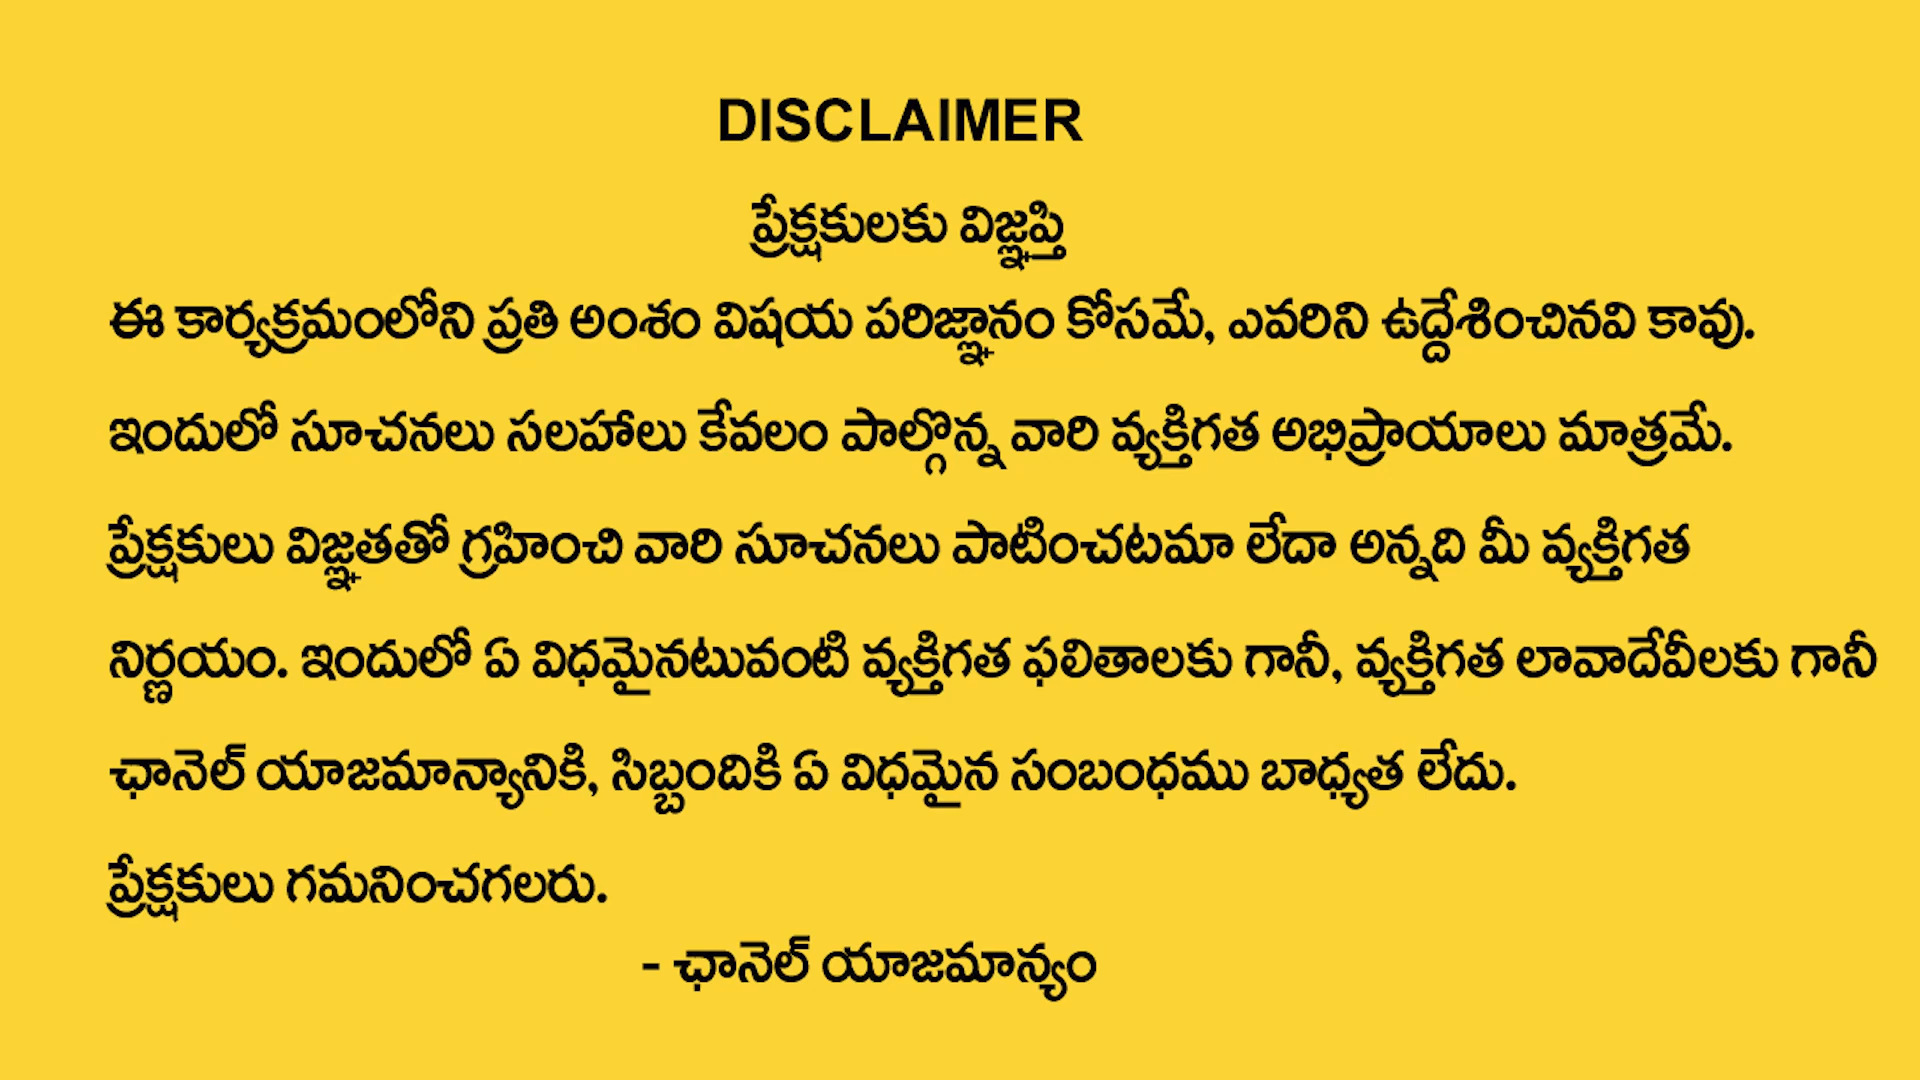 DISCLAIMER
ప్రేక్షకులకు విజ్ఞప్తి
ఈ కార్యక్రమంలోని ప్రతి అంశం విషయ పరిజ్ఞానం కోసమే, ఎవరిని ఉద్దేశించినవి కావు.
ఇందులో సూచనలు సలహాలు కేవలం పాల్గొన్న వారి వ్యక్తిగత అభిప్రాయాలు మాత్రమే.
ప్రేక్షకులు విజ్ఞతతో గ్రహించి వారి సూచనలు పాటించటమా లేదా అన్నది మీ వ్యక్తిగత
నిర్ణయం. ఇందులో ఏ విధమైనటువంటి వ్యక్తిగత ఫలితాలకు గానీ, వ్యక్తిగత లావాదేవీలకు గానీ
ఛానెల్ యాజమాన్యానికి, సిబ్బందికి ఏ విధమైన సంబంధము బాధ్యత లేదు.
ప్రేక్షకులు గమనించగలరు.
- ఛానెల్ యాజమాన్యం